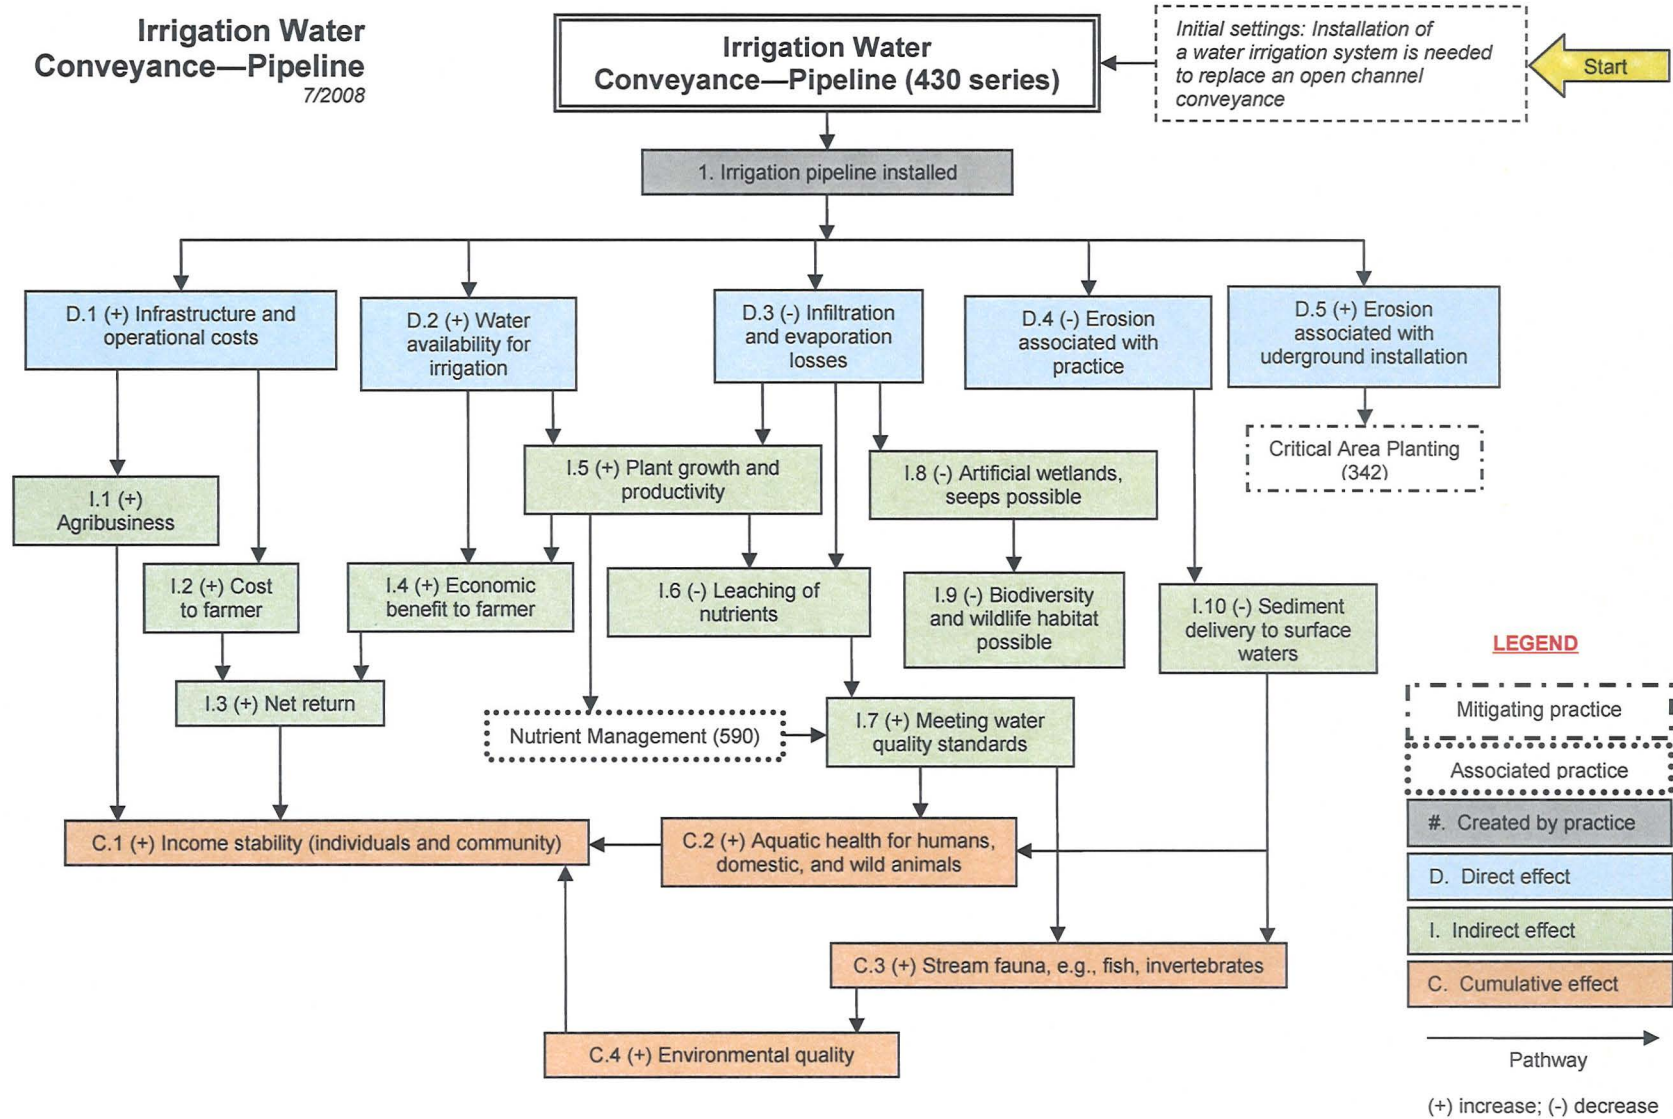 Irrigation Water
Conveyance—Pipeline
7/2008
Irrigation Water
Conveyance—Pipeline (430 series)
Initial settings: Installation of
a water irrigation system is needed
to replace an open channel
conveyance
Start
1. Irrigation pipeline installed
D.1 (+) Infrastructure and
operational costs
D.2 (+) Water
availability for
irrigation
D.3 (-) Infiltration
and evaporation
losses
D.4 (-) Erosion
associated with
practice
D.5 (+) Erosion
associated with
uderground installation
Critical Area Planting
(342)
I.5 (+) Plant growth and
productivity
I.8 (-) Artificial wetlands,
seeps possible
I.1 (+)
Agribusiness
I.2 (+) Cost
to farmer
I.4 (+) Economic
benefit to farmer
I.6 (-) Leaching of
nutrients
I.9 (-) Biodiversity
and wildlife habitat
possible
I.10 (-) Sediment
delivery to surface
waters
I.3 (+) Net return
Nutrient Management (590)
I.7 (+) Meeting water
quality standards
C.1 (+) Income stability (individuals and community)
C.2 (+) Aquatic health for humans,
domestic, and wild animals
C.3 (+) Stream fauna, e.g., fish, invertebrates
C.4 (+) Environmental quality
LEGEND
Mitigating practice
Associated practice
#. Created by practice
D. Direct effect
I. Indirect effect
C. Cumulative effect
Pathway
(+) increase; (-) decrease